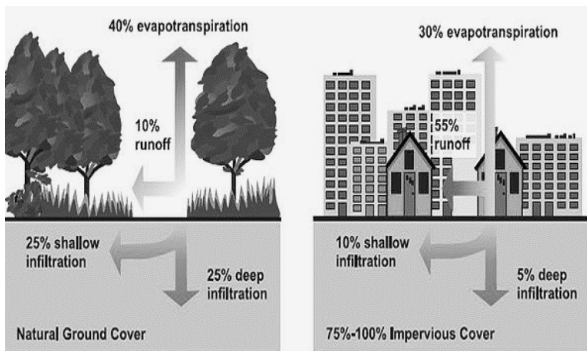 40% evapotranspiration
10%
runoff
25% shallow
infiltration
25% deep
infiltration
Natural Ground Cover
30% evapotranspiration
55%
runoff
10% shallow
infiltration
5% deep
infiltration
75%-100% Impervious Cover